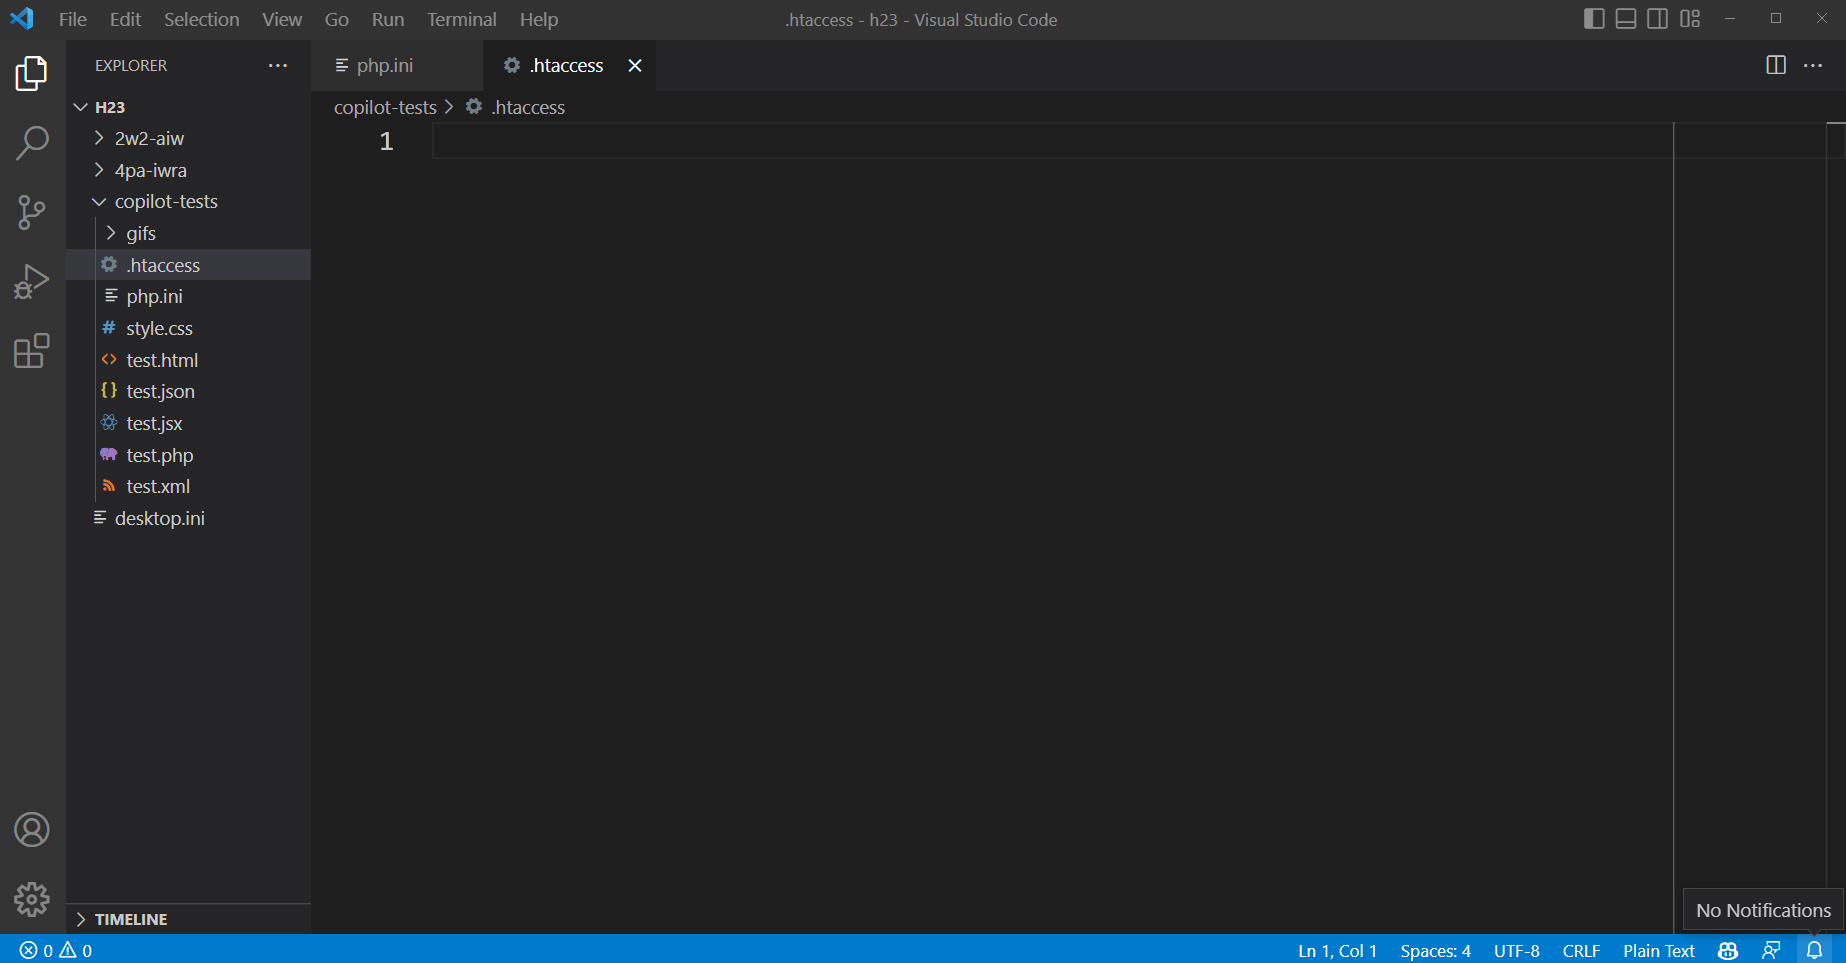 File Edit Selection View Go Run Terminal Help .htaccess - h23 - Visual Studio Code
EXPLORER
php.ini .htaccess
copilot-tests .htaccess
H23
2w2-aiw
4pa-iwra
copilot-tests
gifs
.htaccess
php.ini
style.css
test.html
test.json
test.jsx
test.php
test.xml
desktop.ini
TIMELINE
1
No Notifications
0 0 Ln 1, Col 1 Spaces: 4 UTF-8 CRLF Plain Text